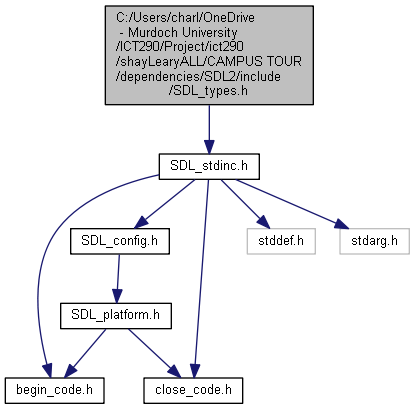 C:/Users/charl/OneDrive
- Murdoch University
/ICT290/Project/ict290
/shayLearyALL/CAMPUS TOUR
/dependencies/SDL2/include
/SDL_types.h
SDL_stdinc.h
SDL_config.h
stddef.h
stdarg.h
SDL_platform.h
begin_code.h
close_code.h